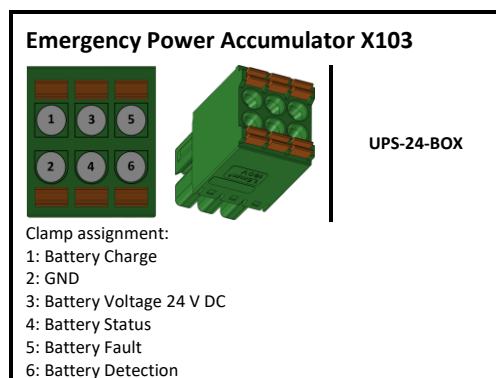 Emergency Power Accumulator X103
1 3 5
2 4 6
UPS-24-BOX
Clamp assignment:
1: Battery Charge
2: GND
3: Battery Voltage 24 V DC
4: Battery Status
5: Battery Fault
6: Battery Detection